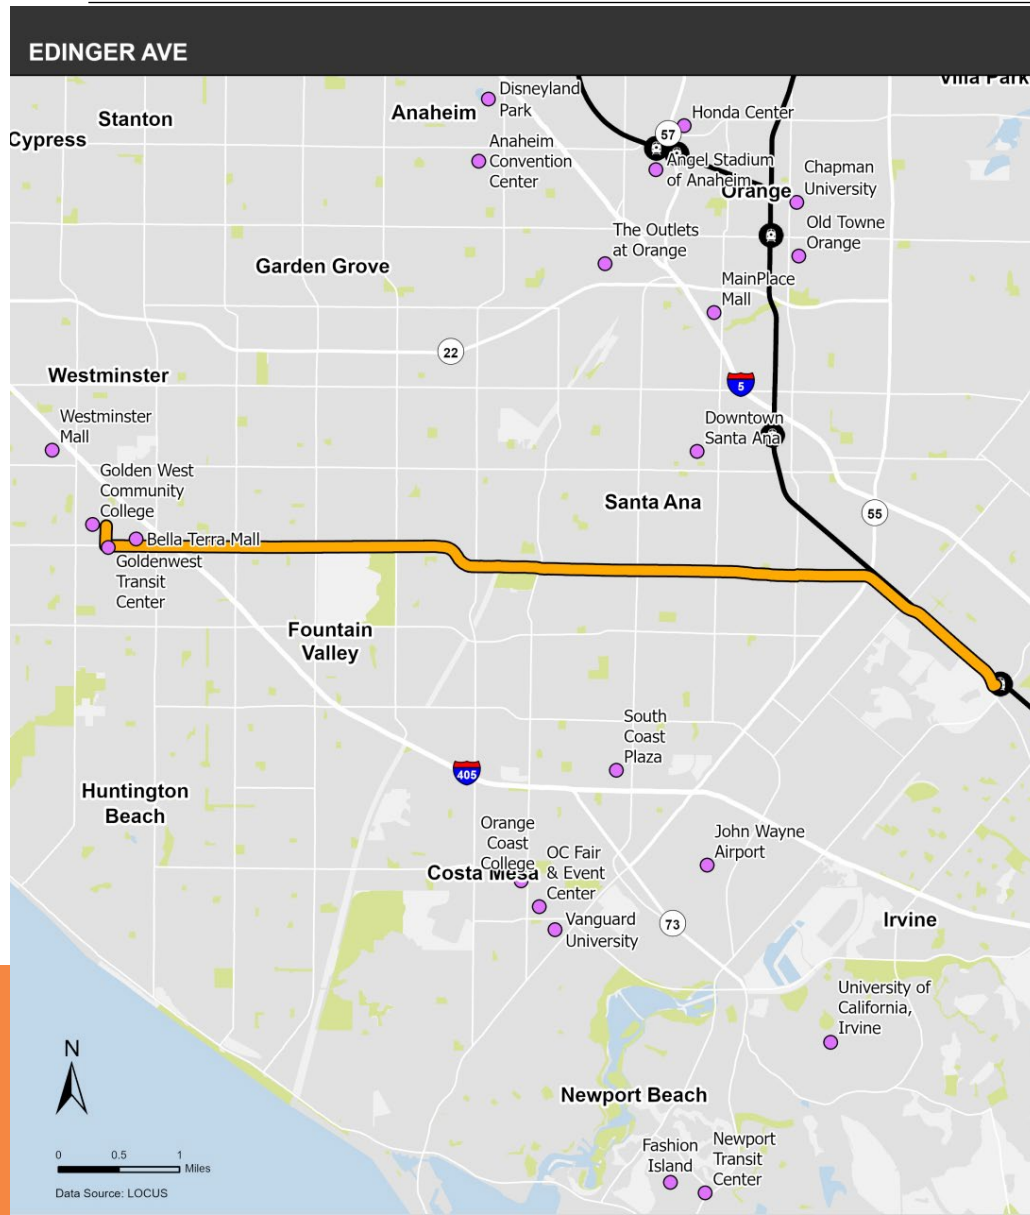 EDINGER AVE
Villa Park
Disneyland
Park
Anaheim
Stanton
Cypress
Honda Center
57
Anaheim
Convention
Center
Angel Stadium
of Anaheim
Orange
Chapman
University
Old Towne
Orange
The Outlets
at Orange
Garden Grove
MainPlace
Mall
22
Westminster
5
Westminster
Mall
Downtown
Santa Ana
Golden West
Community
College
Santa Ana
55
Bella Terra Mall
Goldenwest
Transit
Center
Fountain
Valley
South
Coast
Plaza
405
Huntington
Beach
Orange
Coast
College
John Wayne
Airport
OC Fair
& Event
Center
Costa Mesa
Vanguard
University
73
Irvine
University of
California,
Irvine
N
Newport Beach
Fashion
Island
Newport
Transit
Center
0 0.5 1
Miles
Data Source: LOCUS